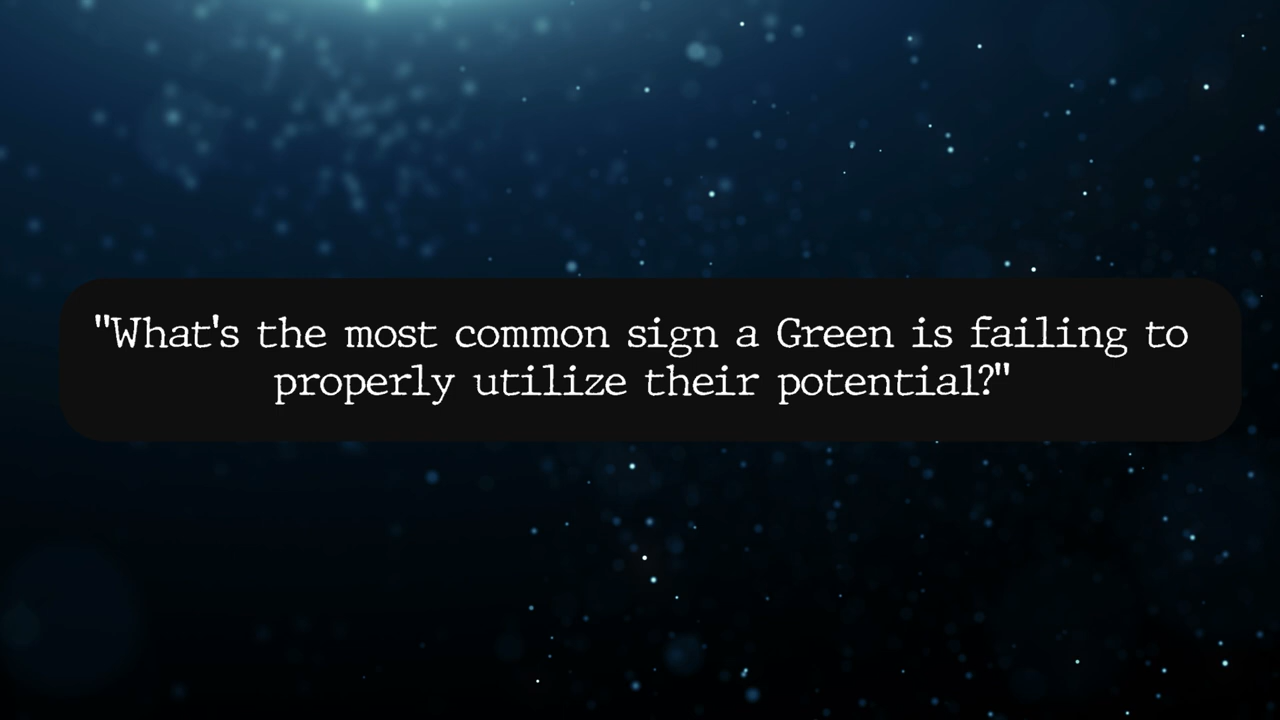 "What's the most common sign a Green is failing to
properly utilize their potential?"